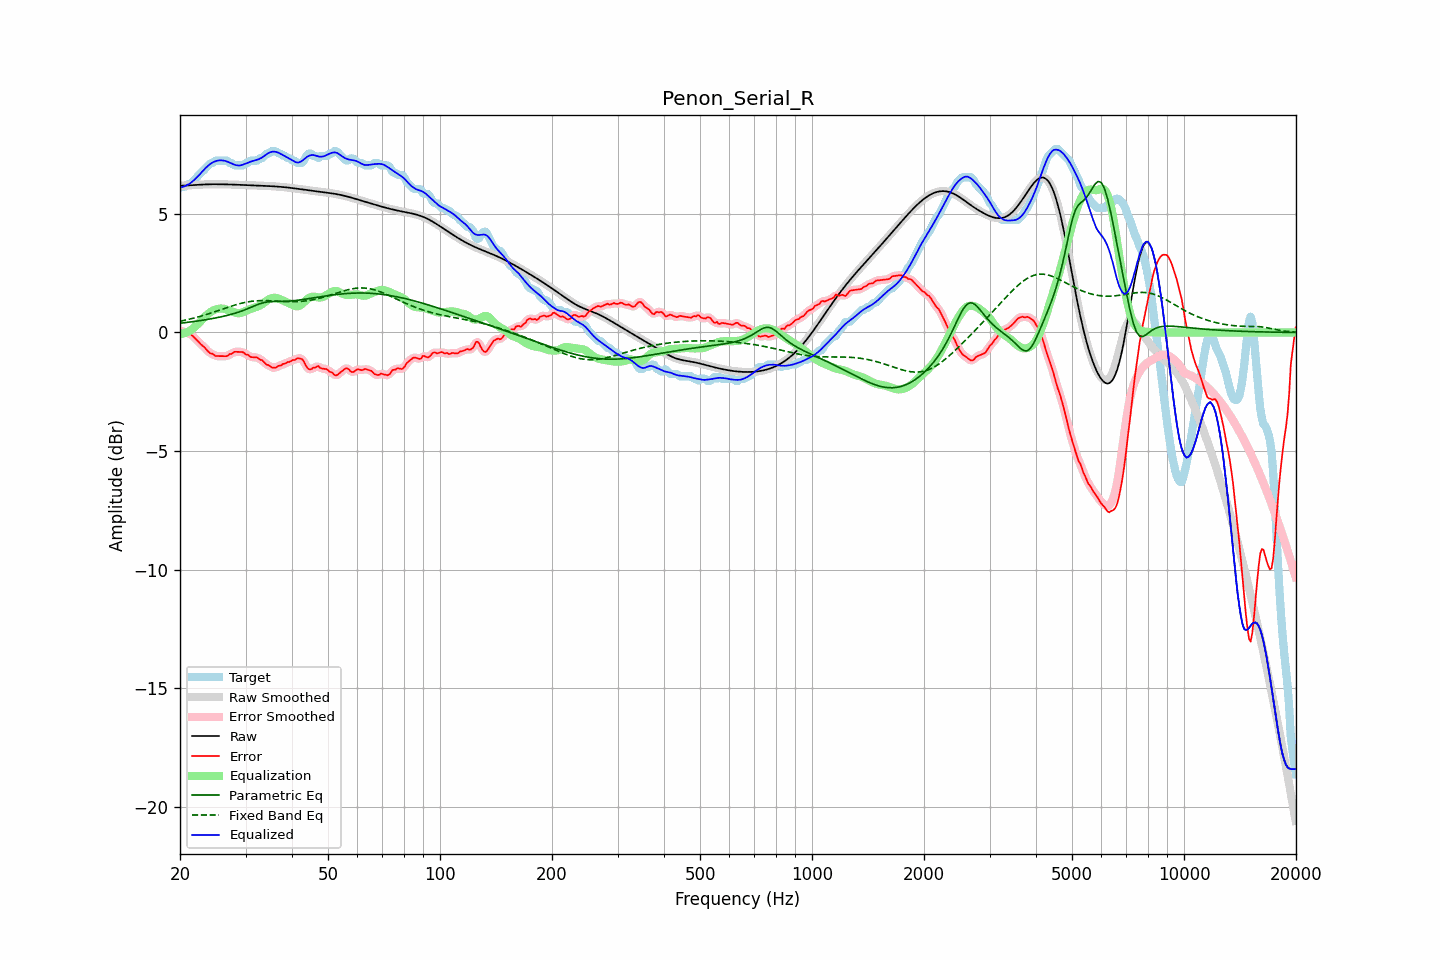 Penon_Serial_R
Amplitude (dBr)
5
0
−5
−10
−15
−20
Target
Raw Smoothed
Error Smoothed
Raw
Error
Equalization
Parametric Eq
Fixed Band Eq
Equalized
20 50 100 200 500 1000 2000 5000 10000 20000
Frequency (Hz)